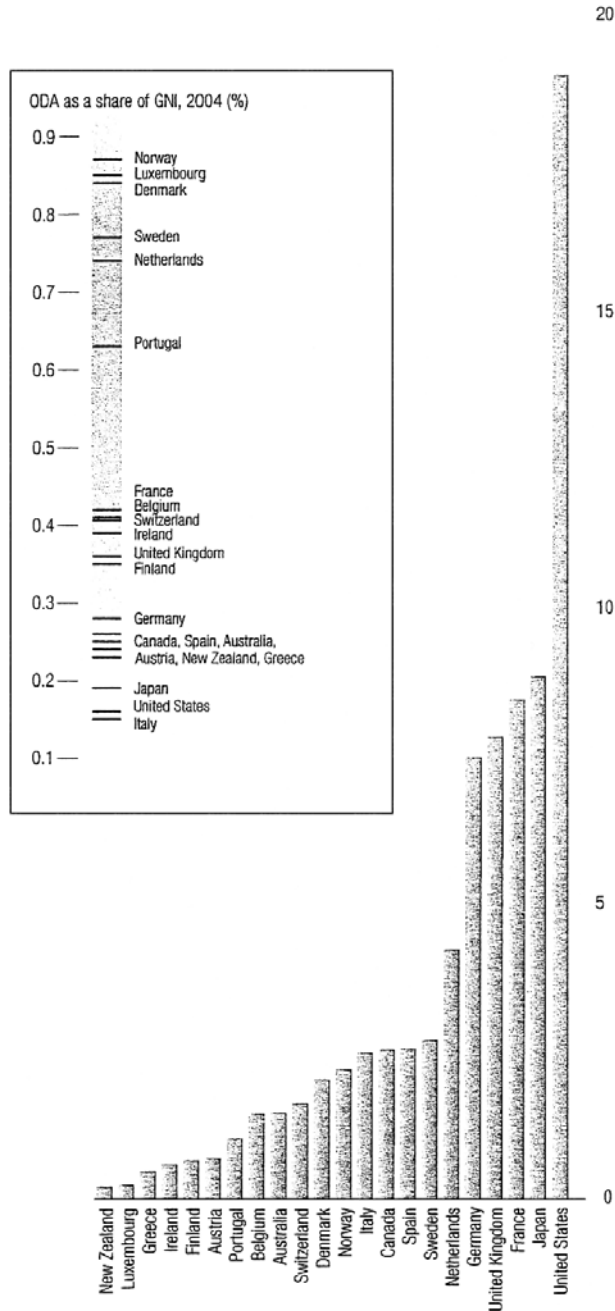 20
ODA as a share of GNI, 2004 (%)
0.9
Norway
Luxembourg
Denmark
0.8
Sweden
Netherlands
0.7
Portugal
0.6
0.5
France
Belgium
Switzerland
0.4
Ireland
United Kingdom
Finland
0.3
Germany
Canada, Spain, Australia,
Austria, New Zealand, Greece
0.2
Japan
United States
Italy
0.1
15
10
5
0
New Zealand
Luxembourg
Greece
Ireland
Finland
Austria
Portugal
Belgium
Australia
Switzerland
Denmark
Norway
Italy
Canada
Spain
Sweden
Netherlands
Germany
United Kingdom
France
Japan
United States